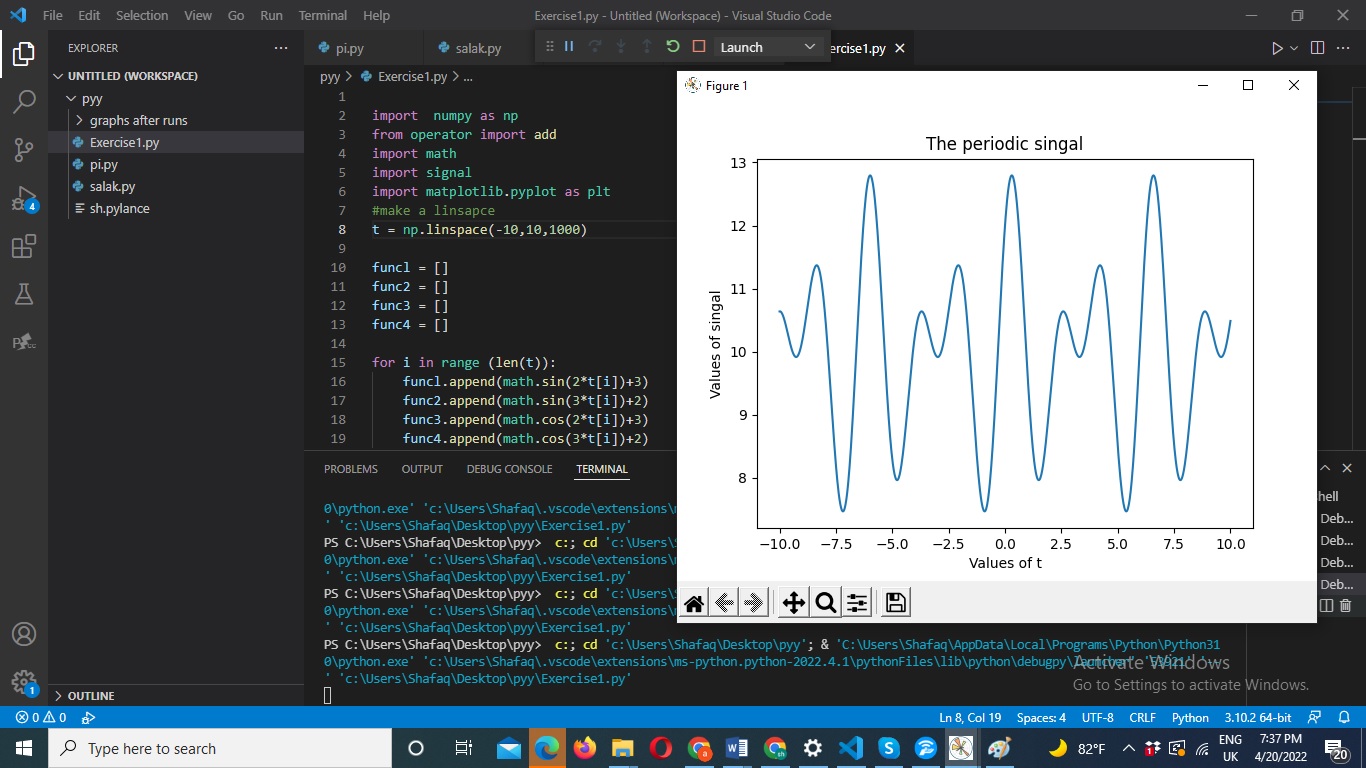 File Edit Selection View Go Run Terminal Help
Exercise1.py - Untitled (Workspace) - Visual Studio Code
EXPLORER
UNTITLED (WORKSPACE)
pyy
graphs after runs
Exercise1.py
pi.py
salak.py
sh.pylance
OUTLINE
4
1
pi.py salak.py Launch ercise1.py
pyy > Exercise1.py > ...
1
2 import  numpy as np
3 from operator import add
4 import math
5 import signal
6 import matplotlib.pyplot as plt
7 #make a linsapce
8 t = np.linspace(-10,10,1000)
9
10 func1 = []
11 func2 = []
12 func3 = []
13 func4 = []
14
15 for i in range (len(t)):
16 func1.append(math.sin(2*t[i])+3)
17 func2.append(math.sin(3*t[i])+2)
18 func3.append(math.cos(2*t[i])+3)
19 func4.append(math.cos(3*t[i])+2)
Figure 1
The periodic singal
Values of singal
13
12
11
10
9
8
−10.0 −7.5 −5.0 −2.5 0.0 2.5 5.0 7.5 10.0
Values of t
PROBLEMS OUTPUT DEBUG CONSOLE TERMINAL
0\python.exe' 'c:\Users\Shafaq\.vscode\extensions\m
' 'c:\Users\Shafaq\Desktop\pyy\Exercise1.py'
PS C:\Users\Shafaq\Desktop\pyy>  c:; cd 'c:\Users\S
0\python.exe' 'c:\Users\Shafaq\.vscode\extensions\m
' 'c:\Users\Shafaq\Desktop\pyy\Exercise1.py'
PS C:\Users\Shafaq\Desktop\pyy>  c:; cd 'c:\Users\S
0\python.exe' 'c:\Users\Shafaq\.vscode\extensions\m
' 'c:\Users\Shafaq\Desktop\pyy\Exercise1.py'
PS C:\Users\Shafaq\Desktop\pyy>  c:; cd 'c:\Users\Shafaq\Desktop\pyy'; & 'C:\Users\Shafaq\AppData\Local\Programs\Python\Python31
0\python.exe' 'c:\Users\Shafaq\.vscode\extensions\ms-python.python-2022.4.1\pythonFiles\lib\python\debugpy\
' 'c:\Users\Shafaq\Desktop\pyy\Exercise1.py'
hell
Deb...
Deb...
Deb...
Deb...
Activate Windows
Go to Settings to activate Windows.
0 0
Ln 8, Col 19 Spaces: 4 UTF-8 CRLF Python 3.10.2 64-bit
Type here to search
82°F
ENG
UK
7:37 PM
4/20/2022
20